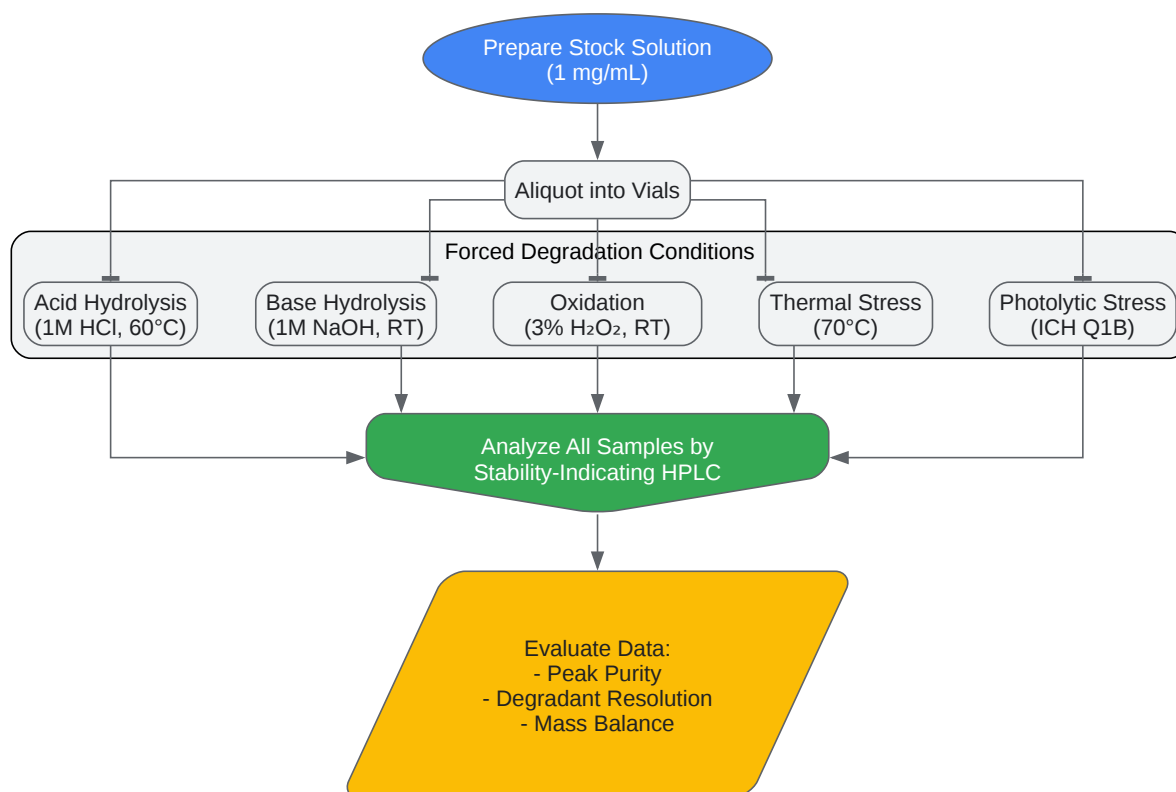 Prepare Stock Solution
(1 mg/mL)
Aliquot into Vials
Forced Degradation Conditions
Acid Hydrolysis
(1M HCl, 60°C)
Base Hydrolysis
(1M NaOH, RT)
Oxidation
(3% H₂O₂, RT)
Thermal Stress
(70°C)
Photolytic Stress
(ICH Q1B)
Analyze All Samples by
Stability-Indicating HPLC
Evaluate Data:
- Peak Purity
- Degradant Resolution
- Mass Balance